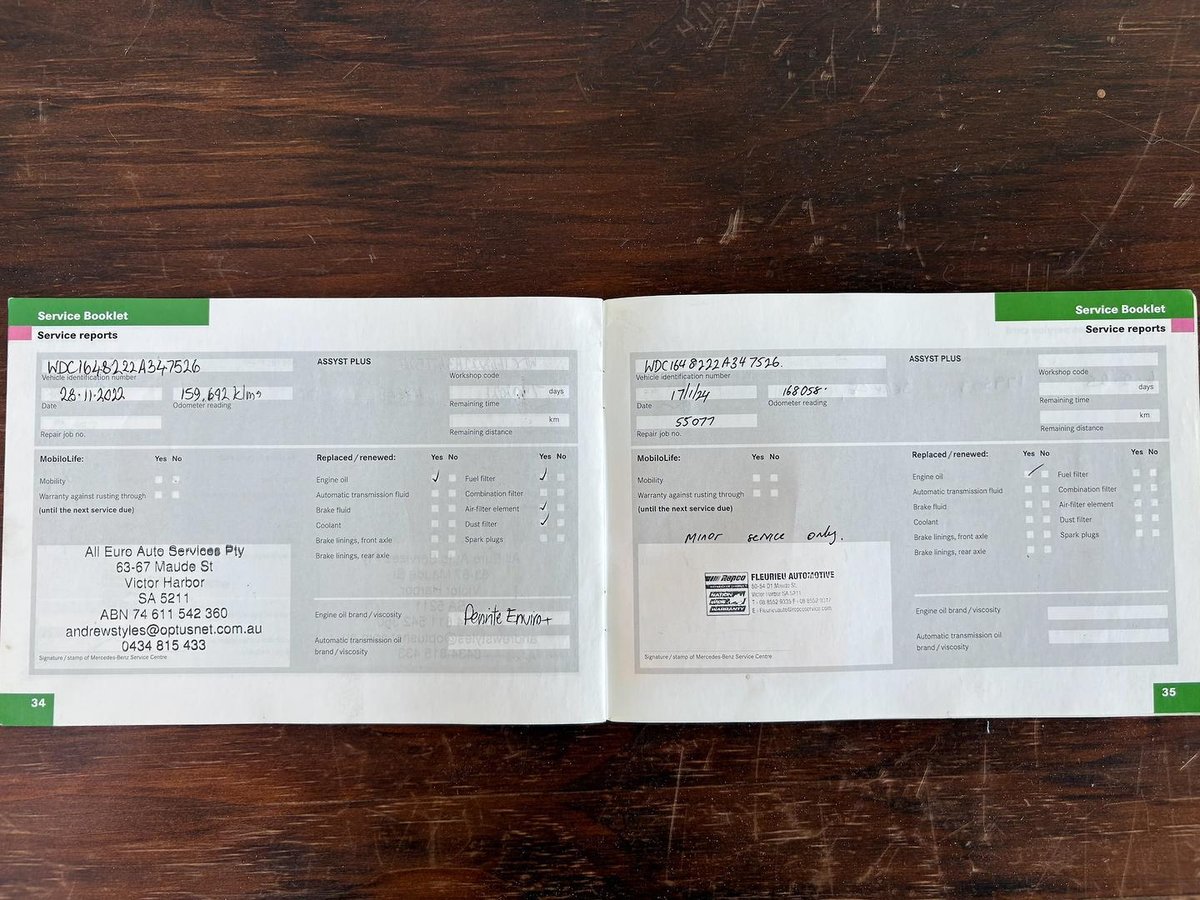 Service Booklet
Service reports
WDC1648222A347526
Vehicle identification number
28·11·2022
159,692 klms
Date
Odometer reading
Repair job no.
ASSYST PLUS
Workshop code
days
Remaining time
km
Remaining distance
MobiloLife: Yes No
Mobility
Warranty against rusting through
(until the next service due)
Replaced/renewed: Yes No Yes No
Engine oil ✓ Fuel filter ✓
Automatic transmission fluid Combination filter
Brake fluid Air-filter element ✓
Coolant Dust filter ✓
Brake linings, front axle Spark plugs
Brake linings, rear axle
All Euro Auto Services Pty
63-67 Maude St
Victor Harbor
SA 5211
ABN 74 611 542 360
andrewstyles@optusnet.com.au
0434 815 433
Signature/stamp of Mercedes-Benz Service Centre
Engine oil brand/viscosity Penrite Enviro+
Automatic transmission oil
brand/viscosity
34
Service Booklet
Service reports
WDC1648222A347526.
Vehicle identification number
17/1/24
168058·
Date
Odometer reading
55077
Repair job no.
ASSYST PLUS
Workshop code
days
Remaining time
km
Remaining distance
MobiloLife: Yes No
Mobility
Warranty against rusting through
(until the next service due)
Replaced/renewed: Yes No Yes No
Engine oil ✓ Fuel filter
Automatic transmission fluid Combination filter
Brake fluid Air-filter element
Coolant Dust filter
Brake linings, front axle Spark plugs
Brake linings, rear axle
Minor service only.
Repco
NATION
WIDE
WARRANTY
FLEURIEU AUTOMOTIVE
Victor Harbor SA 5211
Signature/stamp of Mercedes-Benz Service Centre
Engine oil brand/viscosity
Automatic transmission oil
brand/viscosity
35